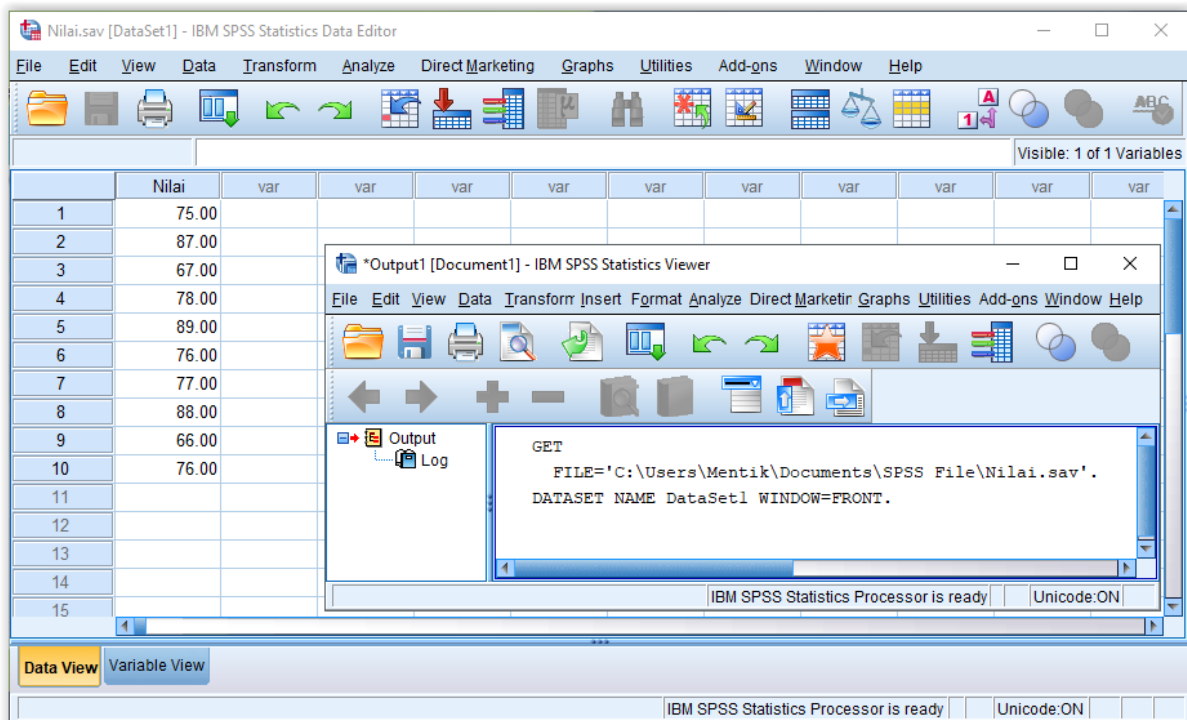 Nilai.sav [DataSet1] - IBM SPSS Statistics Data Editor
File Edit View Data Transform Analyze Direct Marketing Graphs Utilities Add-ons Window Help
Visible: 1 of 1 Variables
Nilai var var var var var var var var var var
1 75.00
2 87.00
3 67.00
4 78.00
5 89.00
6 76.00
7 77.00
8 88.00
9 66.00
10 76.00
11
12
13
14
15
*Output1 [Document1] - IBM SPSS Statistics Viewer
File Edit View Data Transform Insert Format Analyze Direct Marketin Graphs Utilities Add-ons Window Help
Output
Log
GET
FILE='C:\Users\Mentik\Documents\SPSS File\Nilai.sav'.
DATASET NAME DataSet1 WINDOW=FRONT.
IBM SPSS Statistics Processor is ready Unicode:ON
Data View Variable View
IBM SPSS Statistics Processor is ready Unicode:ON